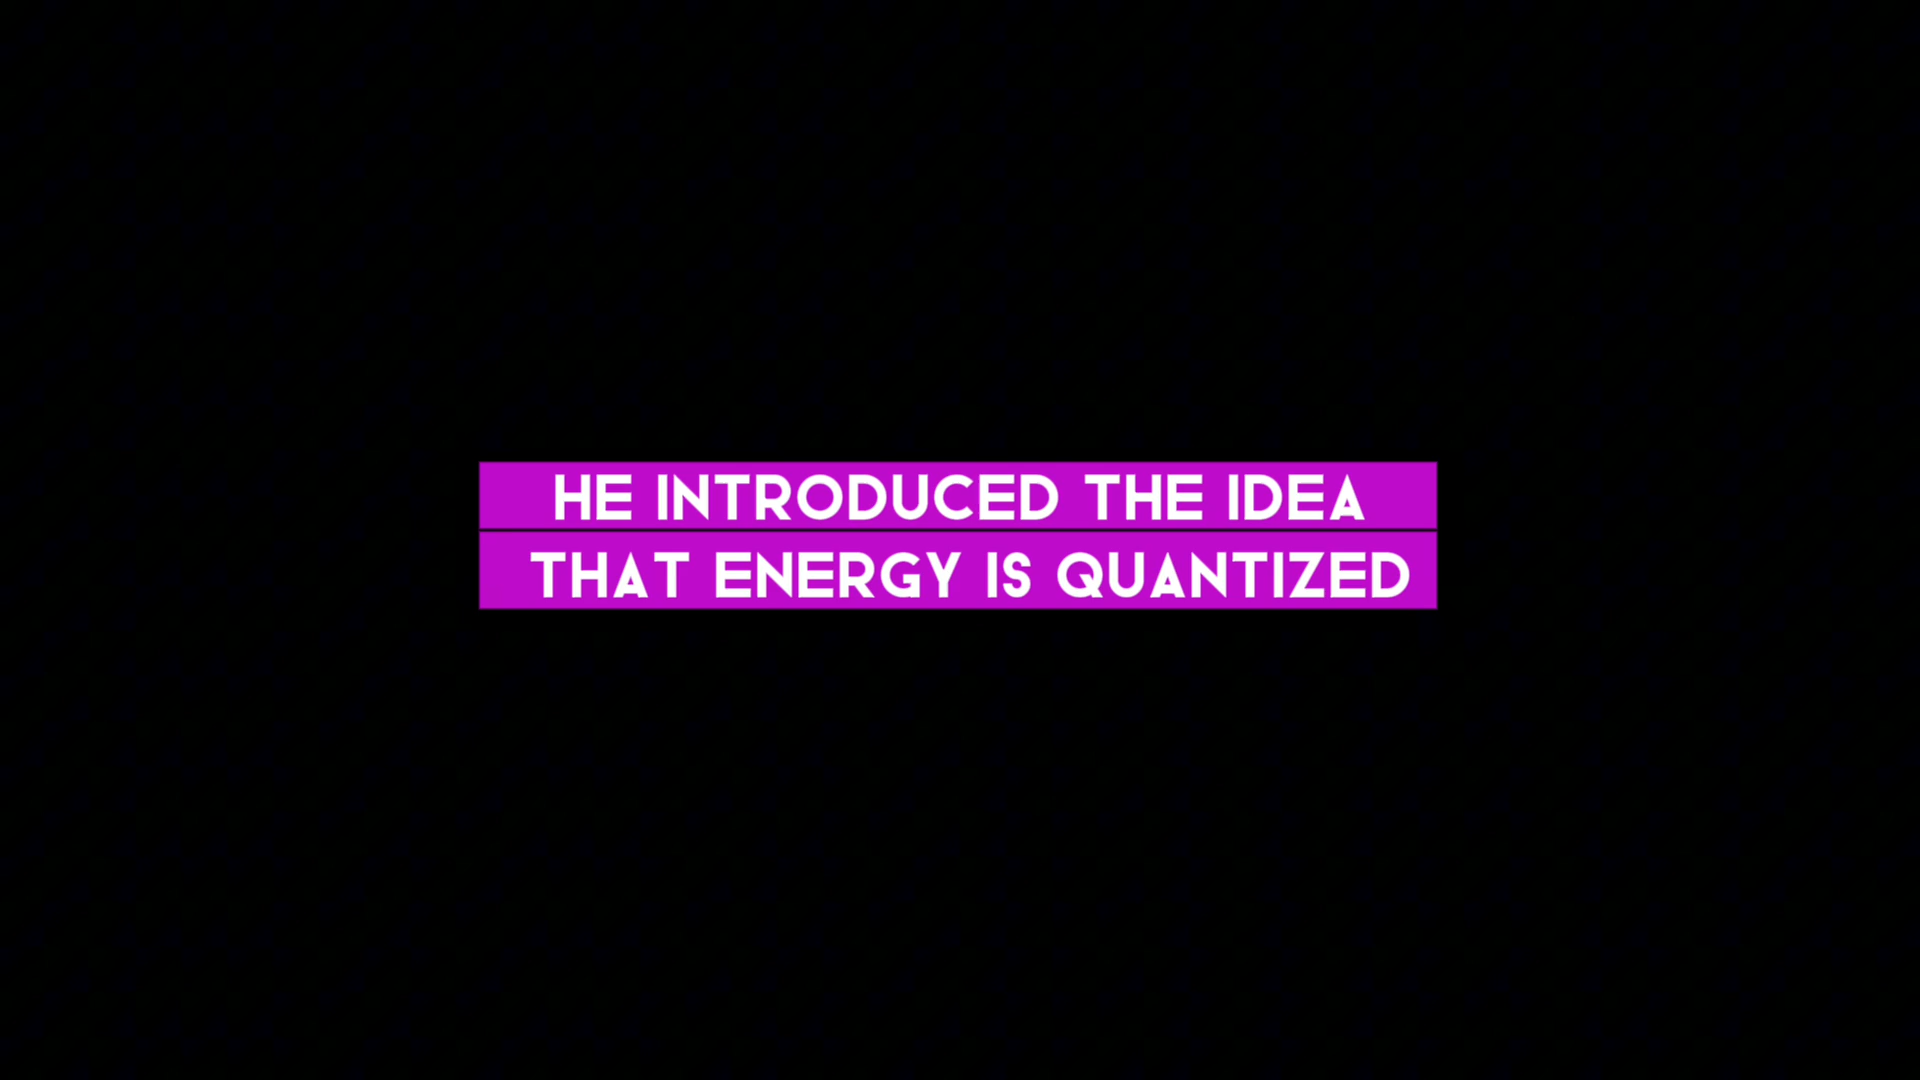 HE INTRODUCED THE IDEA
THAT ENERGY IS QUANTIZED